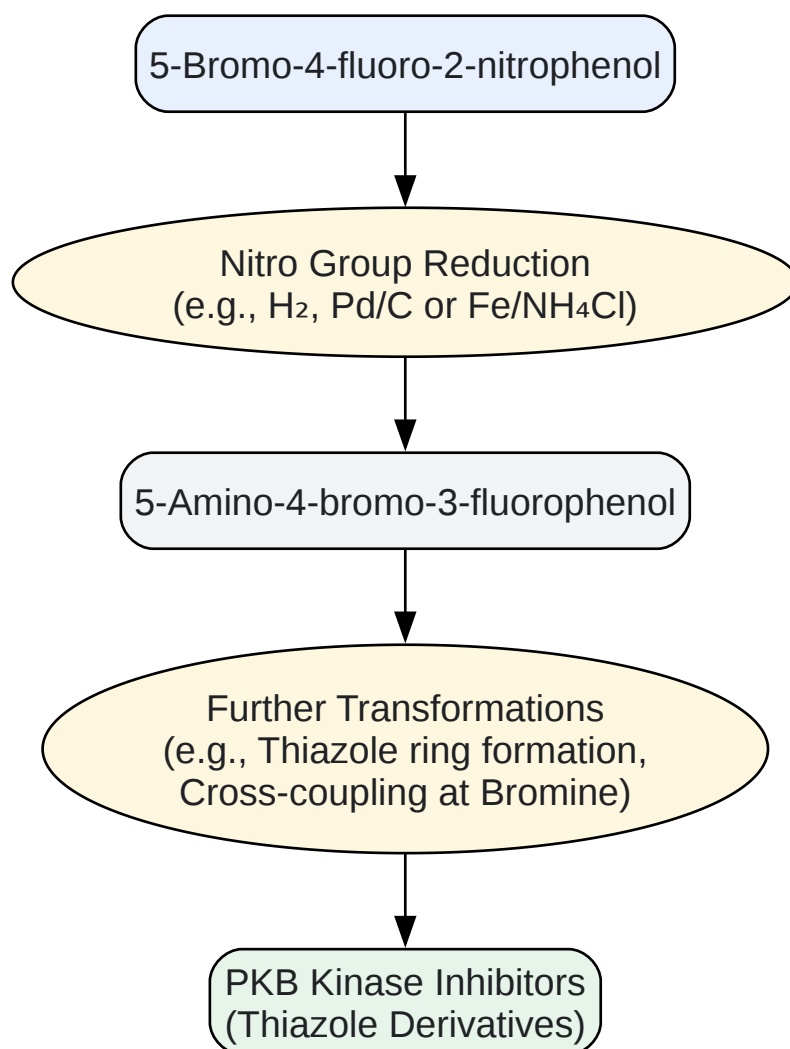 5-Bromo-4-fluoro-2-nitrophenol
Nitro Group Reduction
(e.g., H₂, Pd/C or Fe/NH₄Cl)
5-Amino-4-bromo-3-fluorophenol
Further Transformations
(e.g., Thiazole ring formation,
Cross-coupling at Bromine)
PKB Kinase Inhibitors
(Thiazole Derivatives)